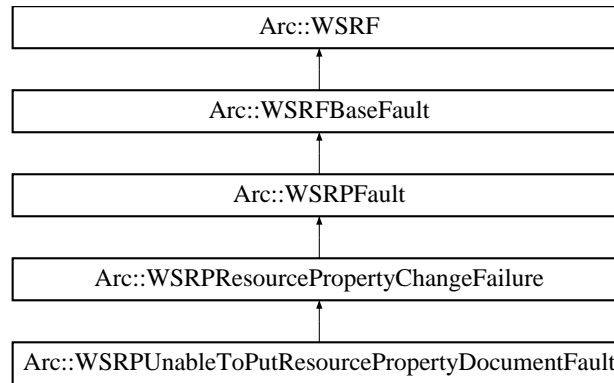 Arc::WSRF
Arc::WSRFBaseFault
Arc::WSRPFault
Arc::WSRPResourcePropertyChangeFailure
Arc::WSRPUnableToPutResourcePropertyDocumentFault